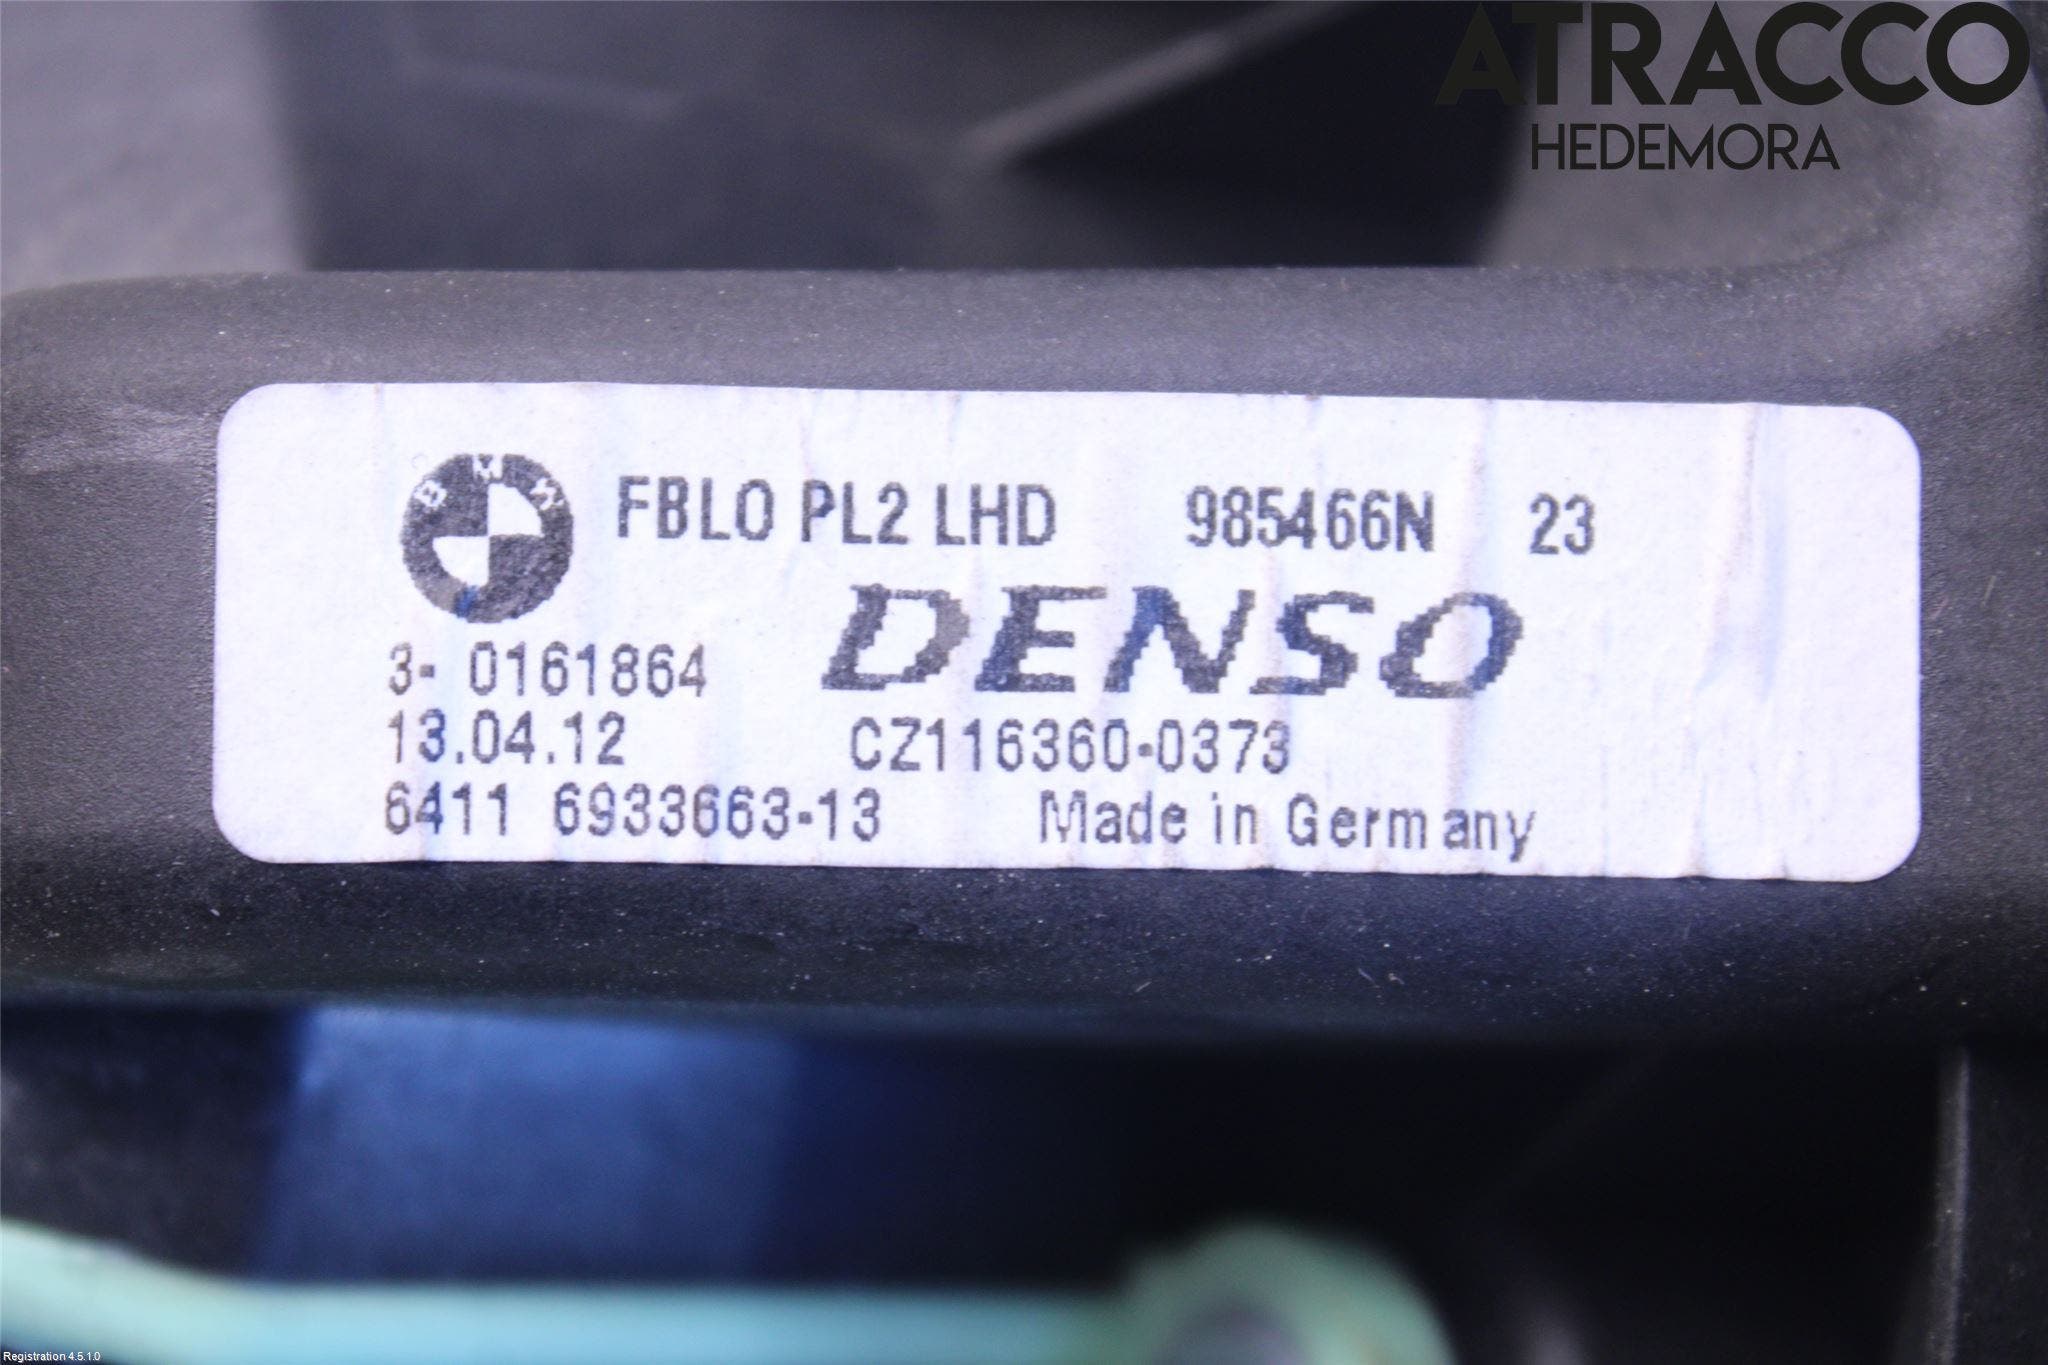 ATRACCO
HEDEMORA
BMW
FBLO PL2 LHD 985466N 23
DENSO
3- 0161864
13.04.12 CZ116360-0373
6411 6933663-13 Made in Germany
Registration 4.5.1.0